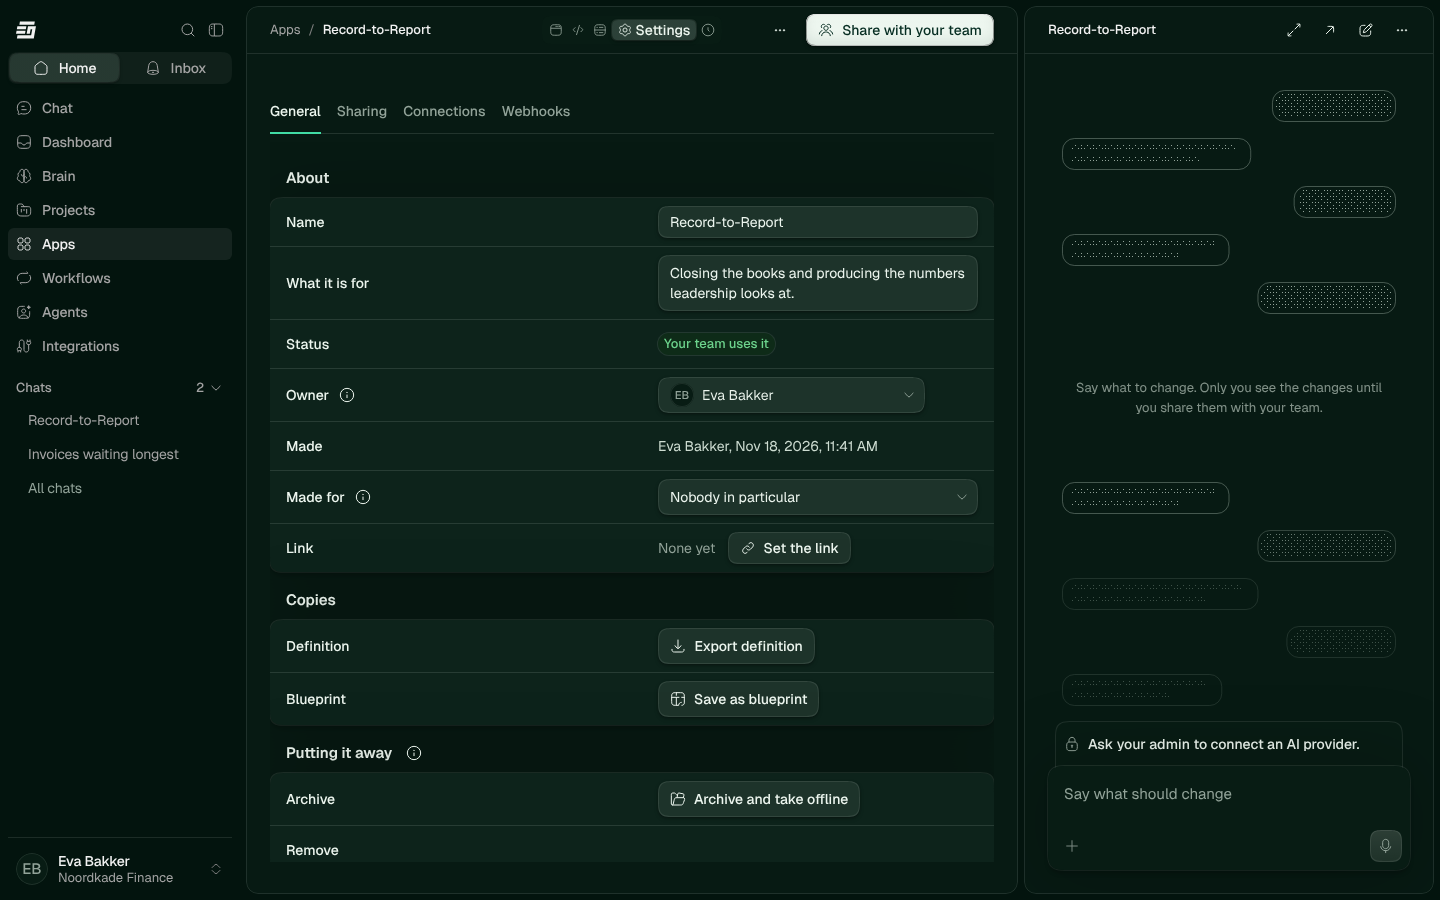 Home
Inbox
Chat
Dashboard
Brain
Projects
Apps
Workflows
Agents
Integrations
Chats
2
Record-to-Report
Invoices waiting longest
All chats
EB
Eva Bakker
Noordkade Finance
Apps / Record-to-Report
Settings
Share with your team
General
Sharing
Connections
Webhooks
About
Name
Record-to-Report
What it is for
Closing the books and producing the numbers
leadership looks at.
Status
Your team uses it
Owner
EB
Eva Bakker
Made
Eva Bakker, Nov 18, 2026, 11:41 AM
Made for
Nobody in particular
Link
None yet
Set the link
Copies
Definition
Export definition
Blueprint
Save as blueprint
Putting it away
Archive
Archive and take offline
Remove
Record-to-Report
Say what to change. Only you see the changes until
you share them with your team.
Ask your admin to connect an AI provider.
Say what should change